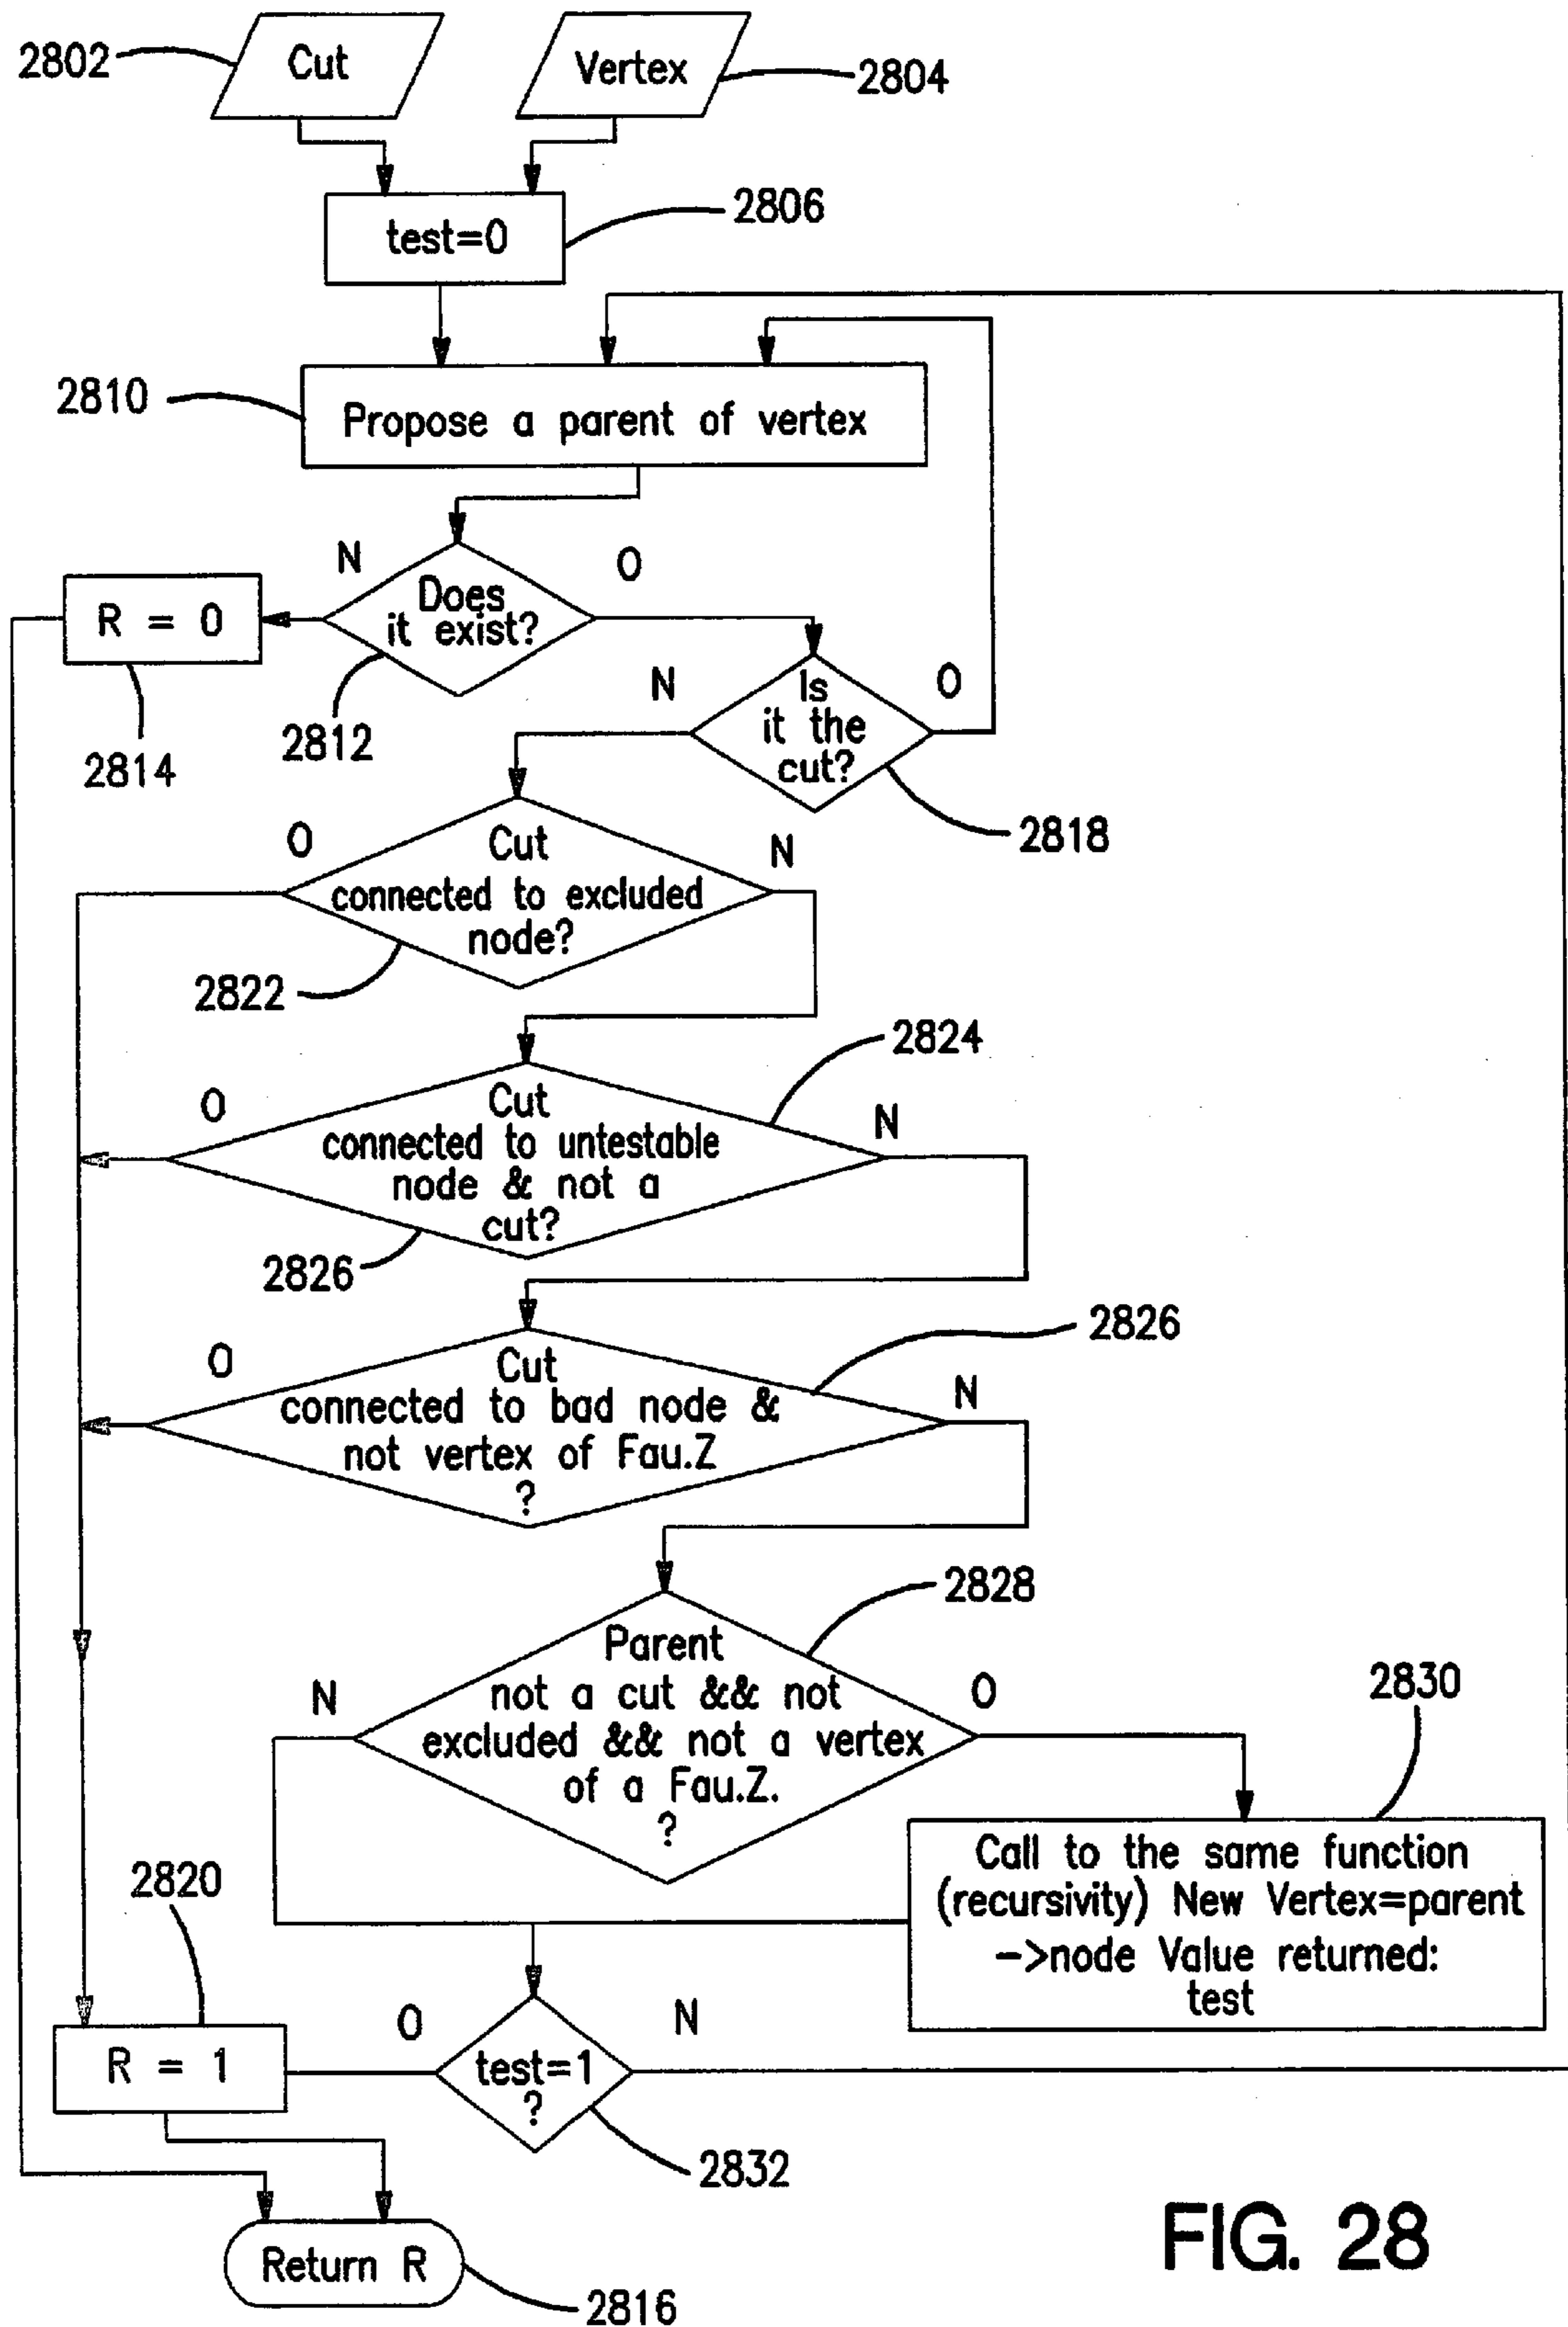 2802
Cut
Vertex
2804
test=0
2806
2810
Propose a parent of vertex
N
O
R = 0
Does
it exist?
2814
2812
N
O
Is
it the
cut?
2818
O
N
Cut
connected to excluded
node?
2822
2824
O
N
Cut
connected to untestable
node & not a
cut?
2826
2826
O
N
Cut
connected to bad node &
not vertex of Fau.Z
?
2828
N
O
Parent
not a cut && not
excluded && not a vertex
of a Fau.Z.
?
2830
Call to the same function
(recursivity) New Vertex=parent
->node Value returned:
test
2820
R = 1
O
N
test=1
?
2832
Return R
2816
FIG. 28